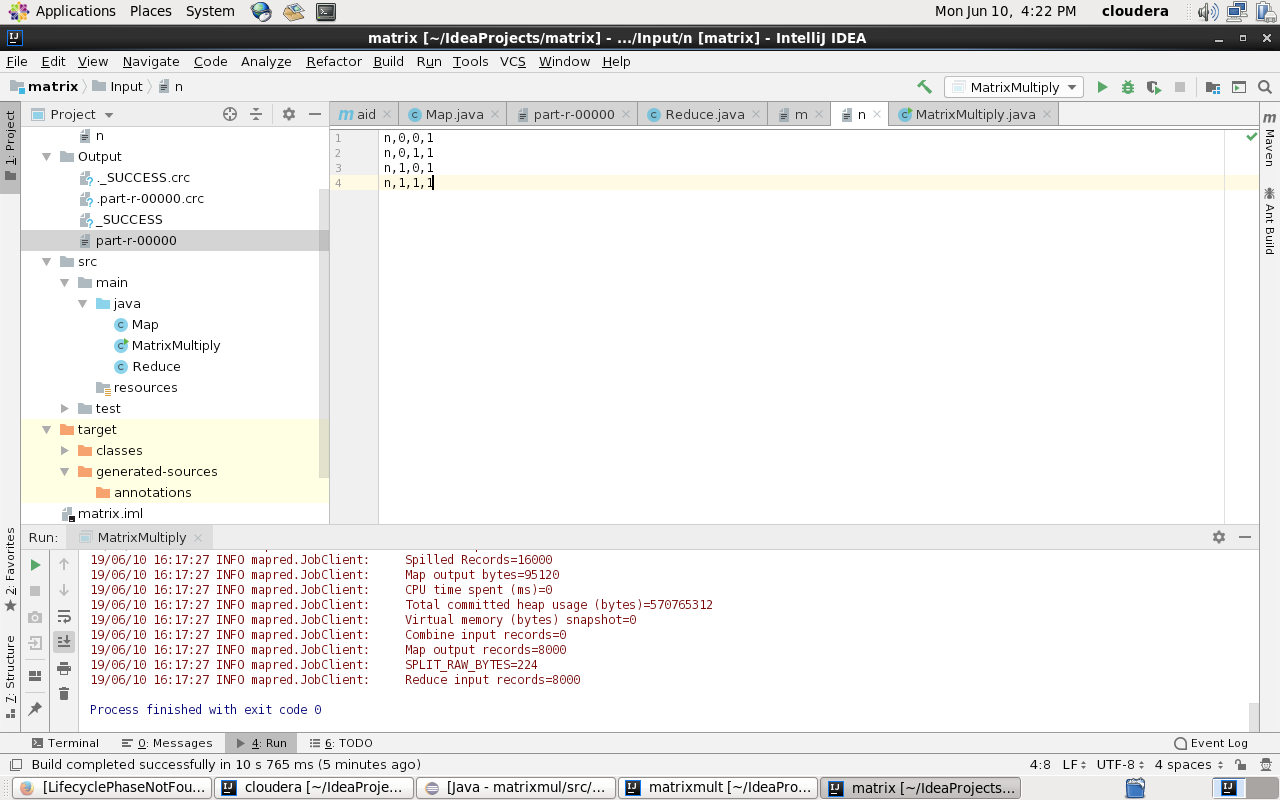 Applications Places System Mon Jun 10, 4:22 PM cloudera
matrix [~/IdeaProjects/matrix] - .../Input/n [matrix] - IntelliJ IDEA
File Edit View Navigate Code Analyze Refactor Build Run Tools VCS Window Help
matrix Input n MatrixMultiply
1: Project
Project
m aid Map.java part-r-00000 Reduce.java m n MatrixMultiply.java
m Maven
Ant Build
n
Output
._SUCCESS.crc
.part-r-00000.crc
_SUCCESS
part-r-00000
src
main
java
Map
MatrixMultiply
Reduce
resources
test
target
classes
generated-sources
annotations
matrix.iml
1 n,0,0,1
2 n,0,1,1
3 n,1,0,1
4 n,1,1,1
2: Favorites
7: Structure
Run: MatrixMultiply
19/06/10 16:17:27 INFO mapred.JobClient: Spilled Records=16000
19/06/10 16:17:27 INFO mapred.JobClient: Map output bytes=95120
19/06/10 16:17:27 INFO mapred.JobClient: CPU time spent (ms)=0
19/06/10 16:17:27 INFO mapred.JobClient: Total committed heap usage (bytes)=570765312
19/06/10 16:17:27 INFO mapred.JobClient: Virtual memory (bytes) snapshot=0
19/06/10 16:17:27 INFO mapred.JobClient: Combine input records=0
19/06/10 16:17:27 INFO mapred.JobClient: Map output records=8000
19/06/10 16:17:27 INFO mapred.JobClient: SPLIT_RAW_BYTES=224
19/06/10 16:17:27 INFO mapred.JobClient: Reduce input records=8000
Process finished with exit code 0
Terminal 0: Messages 4: Run 6: TODO Event Log
Build completed successfully in 10 s 765 ms (5 minutes ago) 4:8 LF UTF-8 4 spaces
[LifecyclePhaseNotFou... cloudera [~/IdeaProje... [Java - matrixmul/src/... matrixmult [~/IdeaPro... matrix [~/IdeaProjects...